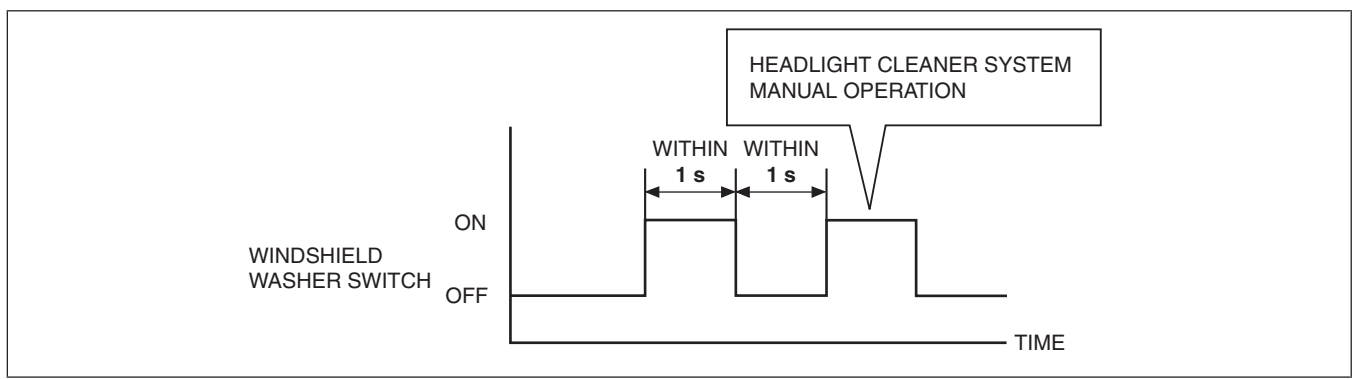 HEADLIGHT CLEANER SYSTEM
MANUAL OPERATION
WITHIN WITHIN
1 s 1 s
ON
WINDSHIELD
WASHER SWITCH
OFF
TIME